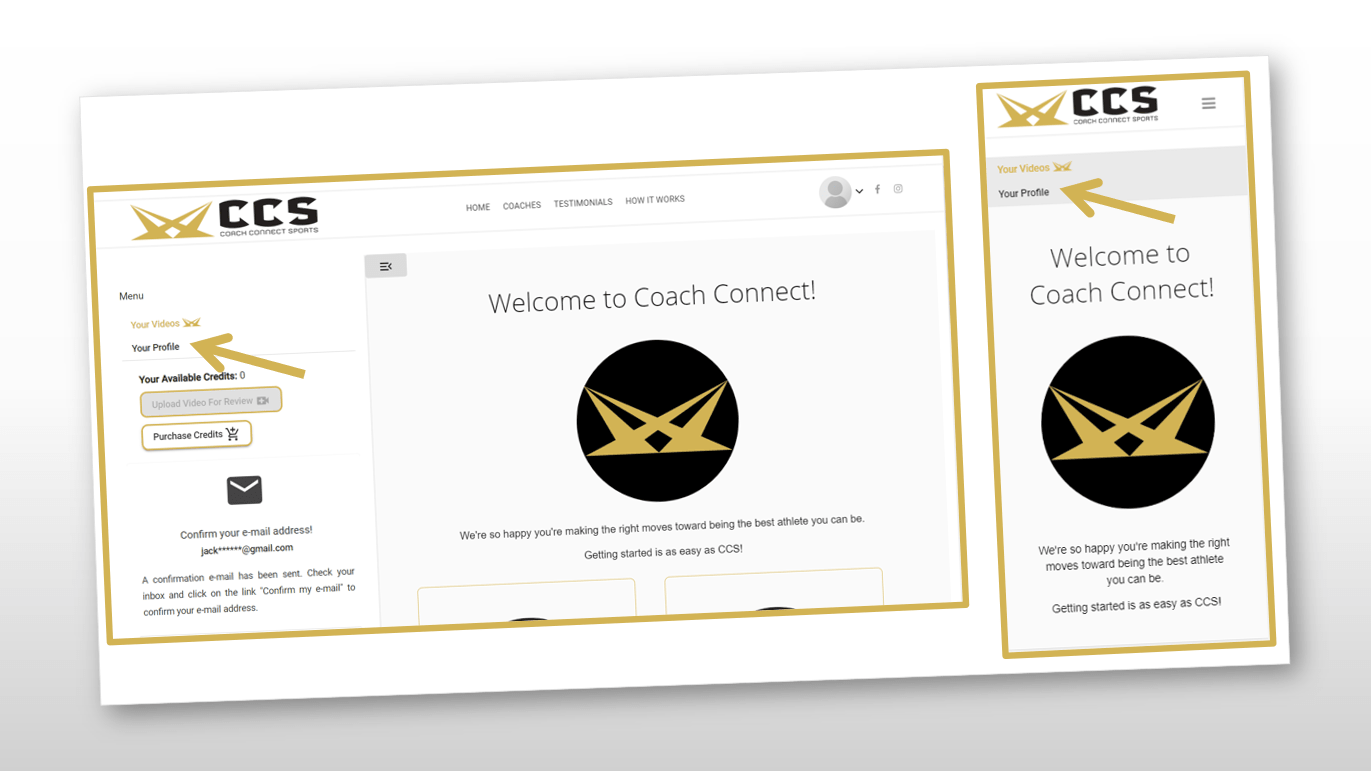 CCS
COACH CONNECT SPORTS
HOME COACHES TESTIMONIALS HOW IT WORKS
Menu
Your Videos
Your Profile
Your Available Credits: 0
Upload Video For Review
Purchase Credits
Confirm your e-mail address!
jack******@gmail.com
A confirmation e-mail has been sent. Check your
inbox and click on the link "Confirm my e-mail" to
confirm your e-mail address.
Welcome to Coach Connect!
We're so happy you're making the right moves toward being the best athlete you can be.
Getting started is as easy as CCS!
CCS
COACH CONNECT SPORTS
Your Videos
Your Profile
Welcome to
Coach Connect!
We're so happy you're making the right
moves toward being the best athlete
you can be.
Getting started is as easy as CCS!